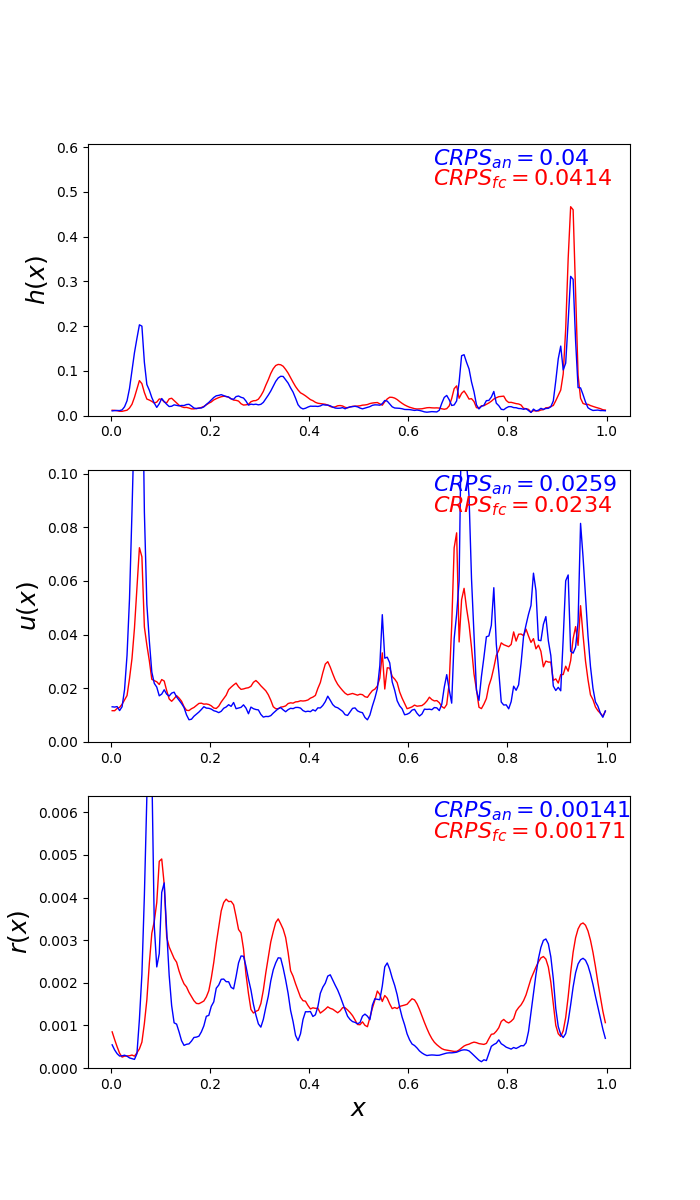 CRPS_an = 0.04
CRPS_fc = 0.0414
h(x)
0.6
0.5
0.4
0.3
0.2
0.1
0.0
0.0 0.2 0.4 0.6 0.8 1.0
CRPS_an = 0.0259
CRPS_fc = 0.0234
u(x)
0.10
0.08
0.06
0.04
0.02
0.00
0.0 0.2 0.4 0.6 0.8 1.0
CRPS_an = 0.00141
CRPS_fc = 0.00171
r(x)
0.006
0.005
0.004
0.003
0.002
0.001
0.000
0.0 0.2 0.4 0.6 0.8 1.0
x